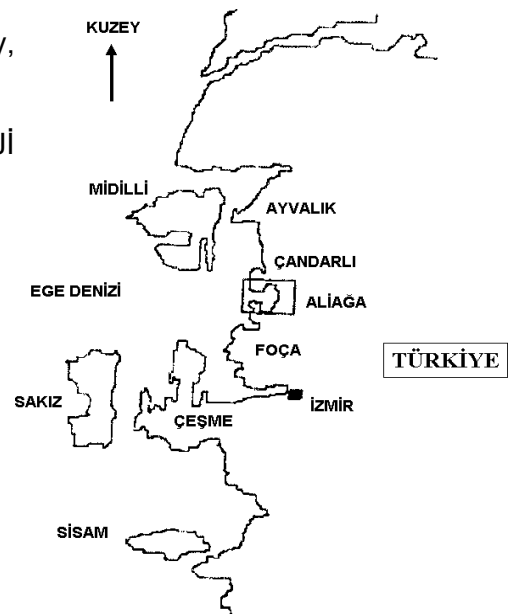 KUZEY
MİDİLLİ
AYVALIK
ÇANDARLI
EGE DENİZİ
ALİAĞA
FOÇA
TÜRKİYE
SAKIZ
İZMİR
ÇEŞME
SİSAM